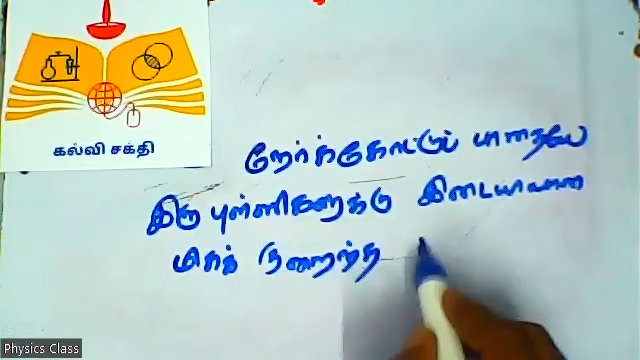 கல்வி சக்தி
நேர்க்கோட்டுப் பாதையே
இரு புள்ளிகளுக்கு இடையிலான
மிகக் குறைந்த
Physics Class